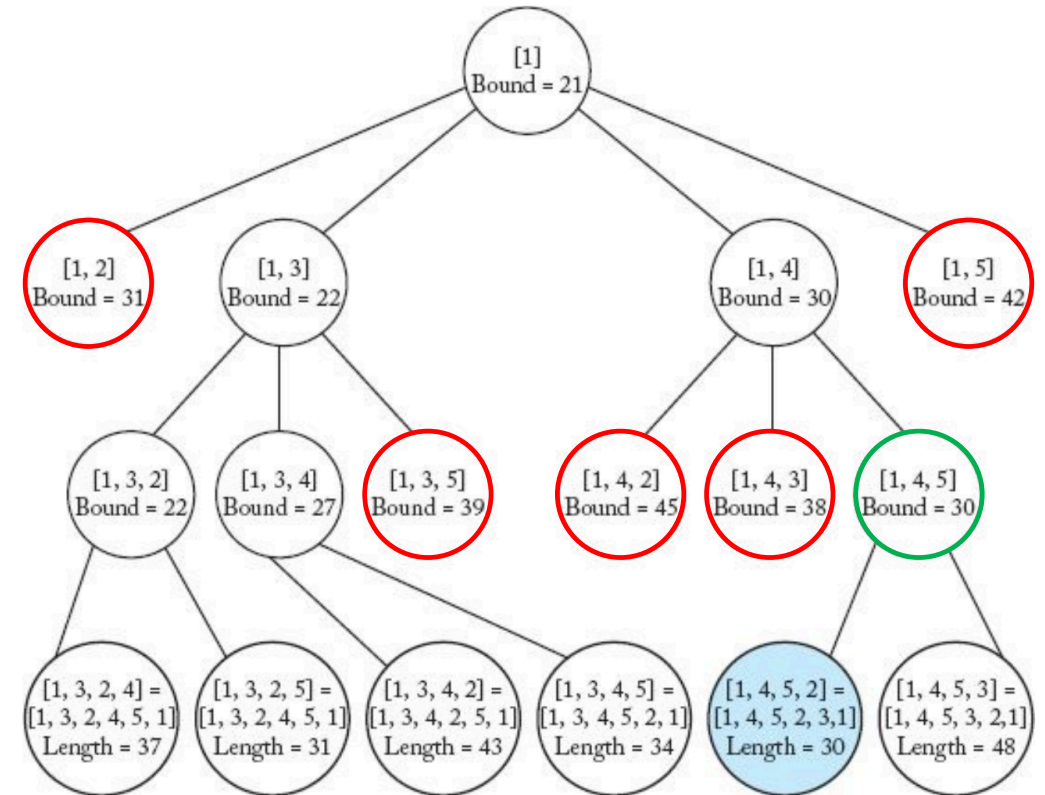 [1]
Bound = 21
[1, 2]
Bound = 31
[1, 3]
Bound = 22
[1, 4]
Bound = 30
[1, 5]
Bound = 42
[1, 3, 2]
Bound = 22
[1, 3, 4]
Bound = 27
[1, 3, 5]
Bound = 39
[1, 4, 2]
Bound = 45
[1, 4, 3]
Bound = 38
[1, 4, 5]
Bound = 30
[1, 3, 2, 4] =
[1, 3, 2, 4, 5, 1]
Length = 37
[1, 3, 2, 5] =
[1, 3, 2, 4, 5, 1]
Length = 31
[1, 3, 4, 2] =
[1, 3, 4, 2, 5, 1]
Length = 43
[1, 3, 4, 5] =
[1, 3, 4, 5, 2, 1]
Length = 34
[1, 4, 5, 2] =
[1, 4, 5, 2, 3,1]
Length = 30
[1, 4, 5, 3] =
[1, 4, 5, 3, 2,1]
Length = 48